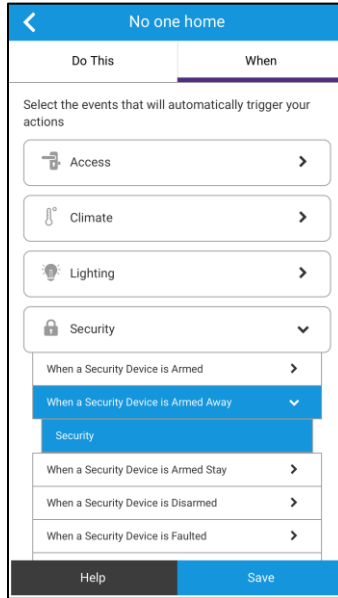 No one home
Do This
When
Select the events that will automatically trigger your
actions
Access
Climate
Lighting
Security
When a Security Device is Armed
When a Security Device is Armed Away
Security
When a Security Device is Armed Stay
When a Security Device is Disarmed
When a Security Device is Faulted
Help
Save